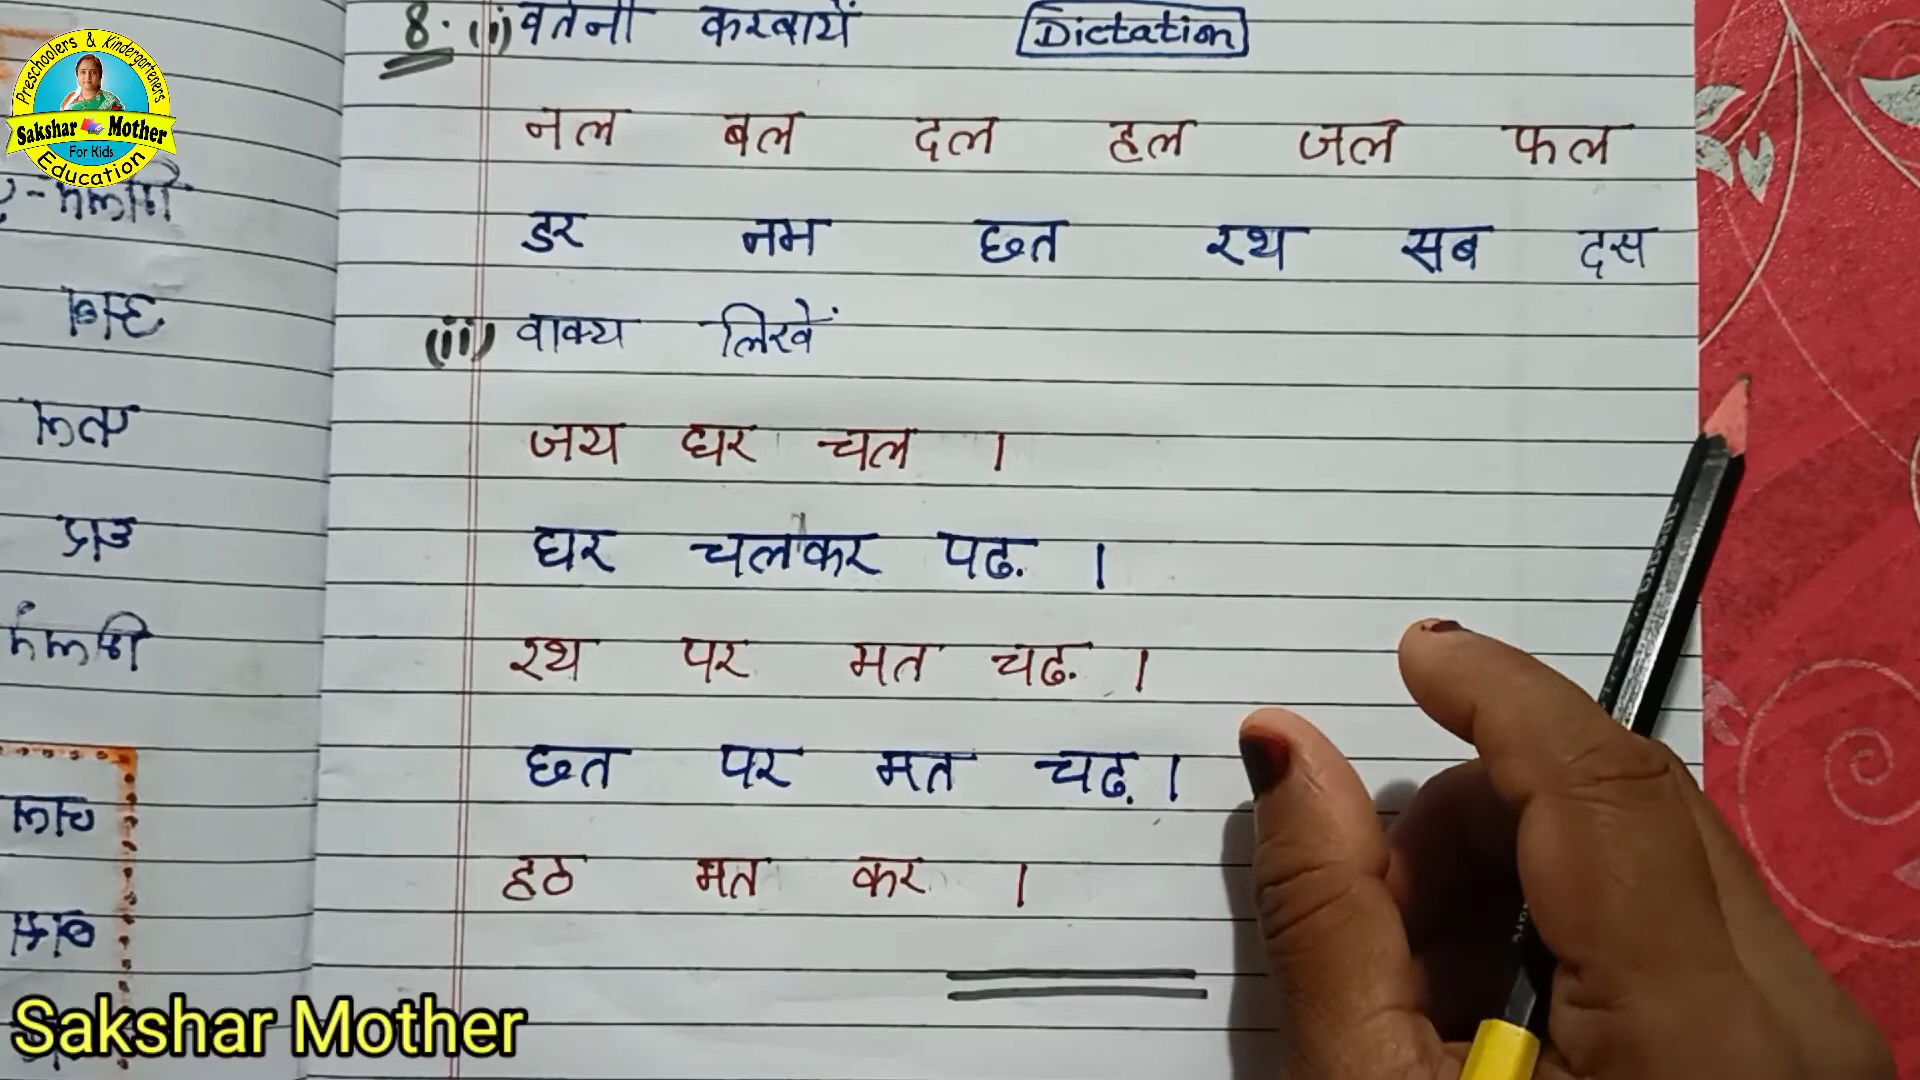 8. (i) वर्तनी करवायें Dictation
नल बल दल हल जल फल
डर नम छत रथ सब दस
(ii) वाक्य लिखें
जय घर चल ।
घर चलकर पढ़ ।
रथ पर मत चढ़ ।
छत पर मत चढ़ ।
हठ मत कर ।
Preschoolers & Kindergarteners
Sakshar Mother
For Kids
Education
Sakshar Mother